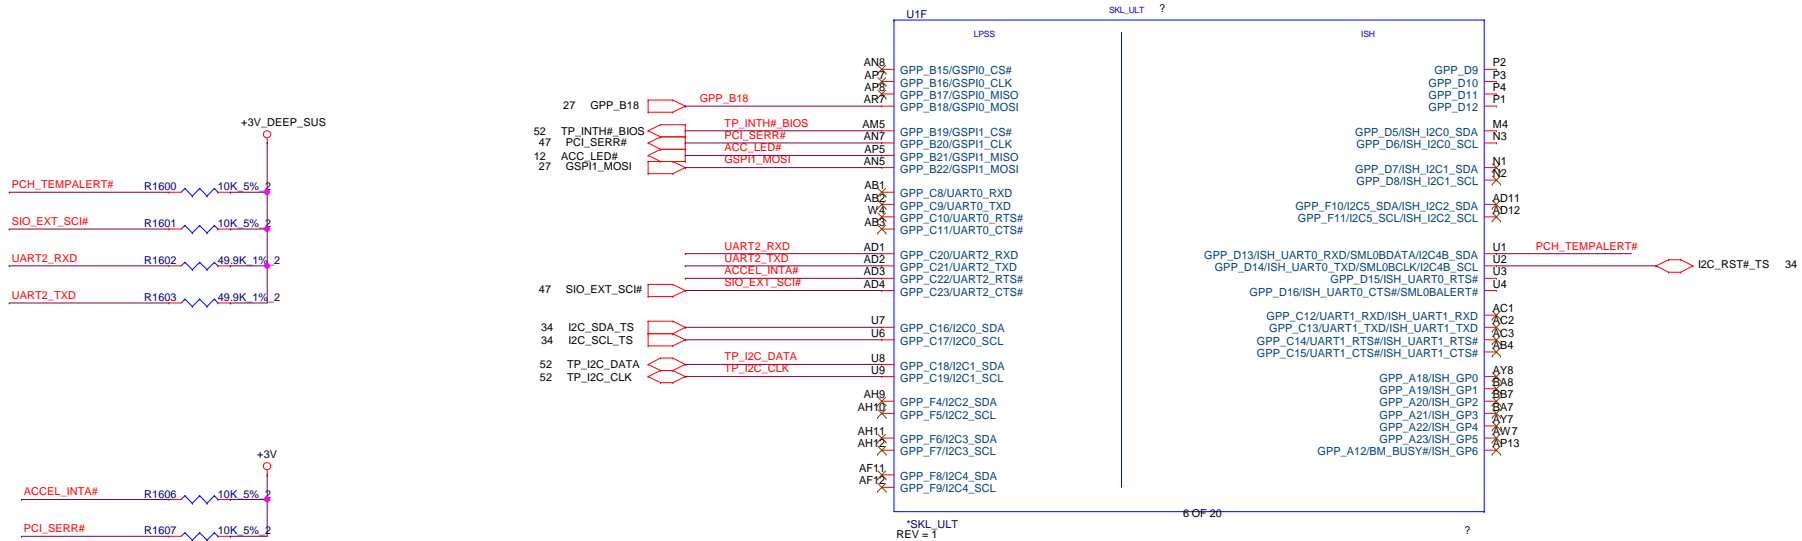 U1F
SKL_ULT ?
LPSS ISH
AN8 GPP_B15/GSPI0_CS#
AP7 GPP_B16/GSPI0_CLK
AP8 GPP_B17/GSPI0_MISO
27 GPP_B18 GPP_B18 AR7 GPP_B18/GSPI0_MOSI
52 TP_INTH#_BIOS TP_INTH#_BIOS AM5 GPP_B19/GSPI1_CS#
47 PCI_SERR# PCI_SERR# AN7 GPP_B20/GSPI1_CLK
12 ACC_LED# ACC_LED# AP5 GPP_B21/GSPI1_MISO
27 GSPI1_MOSI GSPI1_MOSI AN5 GPP_B22/GSPI1_MOSI
AB1 GPP_C8/UART0_RXD
AB2 GPP_C9/UART0_TXD
W4 GPP_C10/UART0_RTS#
AB3 GPP_C11/UART0_CTS#
UART2_RXD AD1 GPP_C20/UART2_RXD
UART2_TXD AD2 GPP_C21/UART2_TXD
ACCEL_INTA# AD3 GPP_C22/UART2_RTS#
47 SIO_EXT_SCI# SIO_EXT_SCI# AD4 GPP_C23/UART2_CTS#
34 I2C_SDA_TS U7 GPP_C16/I2C0_SDA
34 I2C_SCL_TS U6 GPP_C17/I2C0_SCL
52 TP_I2C_DATA TP_I2C_DATA U8 GPP_C18/I2C1_SDA
52 TP_I2C_CLK TP_I2C_CLK U9 GPP_C19/I2C1_SCL
AH9 GPP_F4/I2C2_SDA
AH10 GPP_F5/I2C2_SCL
AH11 GPP_F6/I2C3_SDA
AH12 GPP_F7/I2C3_SCL
AF11 GPP_F8/I2C4_SDA
AF12 GPP_F9/I2C4_SCL
GPP_D9 P2
GPP_D10 P3
GPP_D11 P4
GPP_D12 P1
GPP_D5/ISH_I2C0_SDA M4
GPP_D6/ISH_I2C0_SCL N3
GPP_D7/ISH_I2C1_SDA N1
GPP_D8/ISH_I2C1_SCL N2
GPP_F10/I2C5_SDA/ISH_I2C2_SDA AD11
GPP_F11/I2C5_SCL/ISH_I2C2_SCL AD12
GPP_D13/ISH_UART0_RXD/SML0BDATA/I2C4B_SDA U1 PCH_TEMPALERT#
GPP_D14/ISH_UART0_TXD/SML0BCLK/I2C4B_SCL U2 I2C_RST#_TS 34
GPP_D15/ISH_UART0_RTS# U3
GPP_D16/ISH_UART0_CTS#/SML0BALERT# U4
GPP_C12/UART1_RXD/ISH_UART1_RXD AC1
GPP_C13/UART1_TXD/ISH_UART1_TXD AC2
GPP_C14/UART1_RTS#/ISH_UART1_RTS# AC3
GPP_C15/UART1_CTS#/ISH_UART1_CTS# AB4
GPP_A18/ISH_GP0 AY8
GPP_A19/ISH_GP1 BA8
GPP_A20/ISH_GP2 BB7
GPP_A21/ISH_GP3 BA7
GPP_A22/ISH_GP4 AY7
GPP_A23/ISH_GP5 AW7
GPP_A12/BM_BUSY#/ISH_GP6 AP13
6 OF 20
*SKL_ULT
REV = 1
?
+3V_DEEP_SUS
PCH_TEMPALERT# R1600 10K_5%_2
SIO_EXT_SCI# R1601 10K_5%_2
UART2_RXD R1602 49.9K_1%_2
UART2_TXD R1603 49.9K_1%_2
+3V
ACCEL_INTA# R1606 10K_5%_2
PCI_SERR# R1607 10K_5%_2